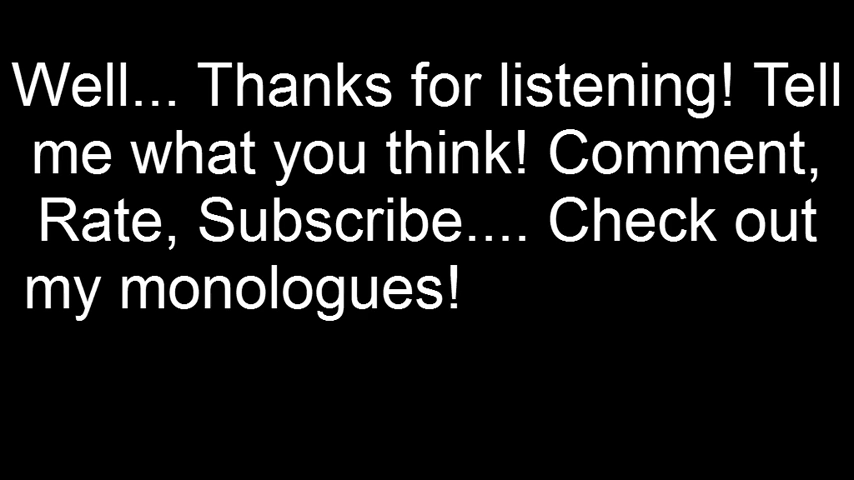 Well... Thanks for listening! Tell
me what you think! Comment,
Rate, Subscribe.... Check out
my monologues!